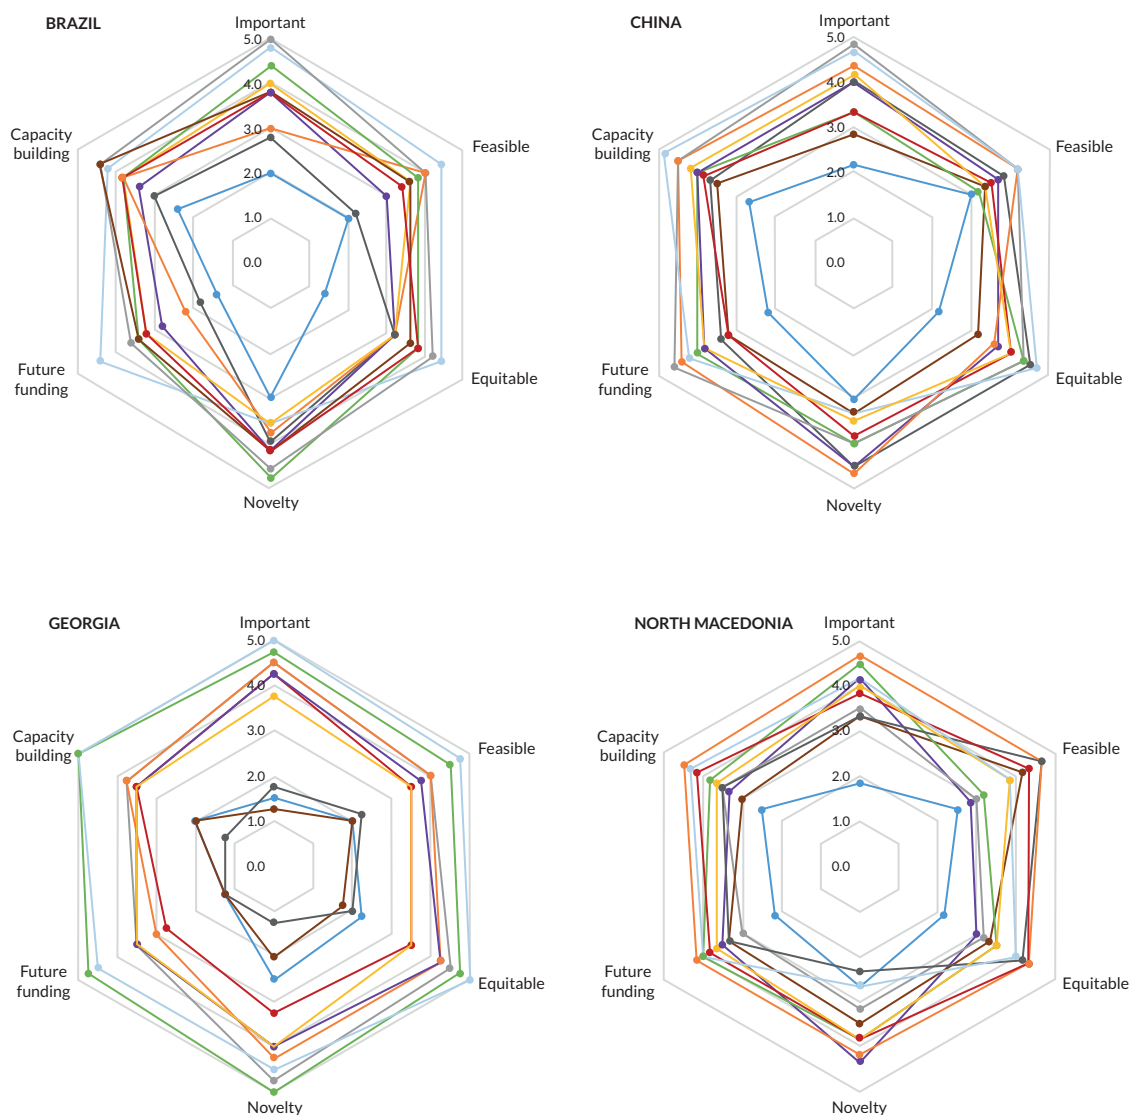 BRAZIL
Important
5.0
4.0
3.0
2.0
1.0
0.0
Capacity
building
Feasible
Future
funding
Equitable
Novelty
CHINA
Important
5.0
4.0
3.0
2.0
1.0
0.0
Capacity
building
Feasible
Future
funding
Equitable
Novelty
GEORGIA
Important
5.0
4.0
3.0
2.0
1.0
0.0
Capacity
building
Feasible
Future
funding
Equitable
Novelty
NORTH MACEDONIA
Important
5.0
4.0
3.0
2.0
1.0
0.0
Capacity
building
Feasible
Future
funding
Equitable
Novelty